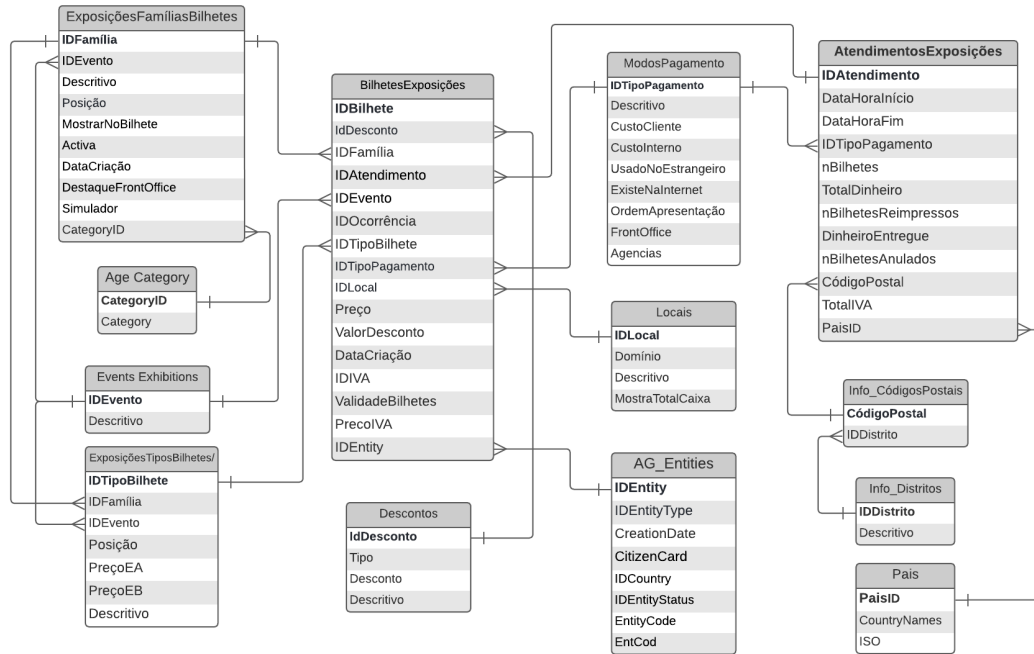 ExposiçõesFamíliasBilhetes
IDFamília
IDEvento
Descritivo
Posição
MostrarNoBilhete
Activa
DataCriação
DestaqueFrontOffice
Simulador
CategoryID
Age Category
CategoryID
Category
Events Exhibitions
IDEvento
Descritivo
ExposiçõesTiposBilhetes/
IDTipoBilhete
IDFamília
IDEvento
Posição
PreçoEA
PreçoEB
Descritivo
BilhetesExposições
IDBilhete
IdDesconto
IDFamília
IDAtendimento
IDEvento
IDOcorrência
IDTipoBilhete
IDTipoPagamento
IDLocal
Preço
ValorDesconto
DataCriação
IDIVA
ValidadeBilhetes
PrecoIVA
IDEntity
Descontos
IdDesconto
Tipo
Desconto
Descritivo
ModosPagamento
IDTipoPagamento
Descritivo
CustoCliente
CustoInterno
UsadoNoEstrangeiro
ExisteNaInternet
OrdemApresentação
FrontOffice
Agencias
Locais
IDLocal
Domínio
Descritivo
MostraTotalCaixa
AG_Entities
IDEntity
IDEntityType
CreationDate
CitizenCard
IDCountry
IDEntityStatus
EntityCode
EntCod
AtendimentosExposições
IDAtendimento
DataHoraInício
DataHoraFim
IDTipoPagamento
nBilhetes
TotalDinheiro
nBilhetesReimpressos
DinheiroEntregue
nBilhetesAnulados
CódigoPostal
TotalIVA
PaisID
Info_CódigosPostais
CódigoPostal
IDDistrito
Info_Distritos
IDDistrito
Descritivo
Pais
PaisID
CountryNames
ISO